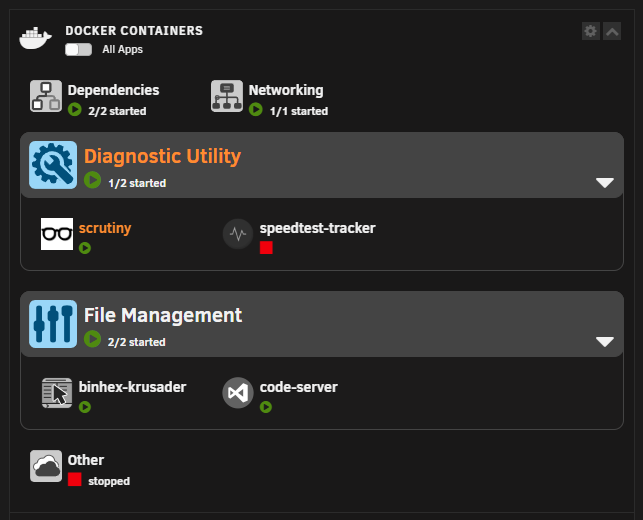 DOCKER CONTAINERS
All Apps
Dependencies
2/2 started
Networking
1/1 started
Diagnostic Utility
1/2 started
scrutiny
speedtest-tracker
File Management
2/2 started
binhex-krusader
code-server
Other
stopped